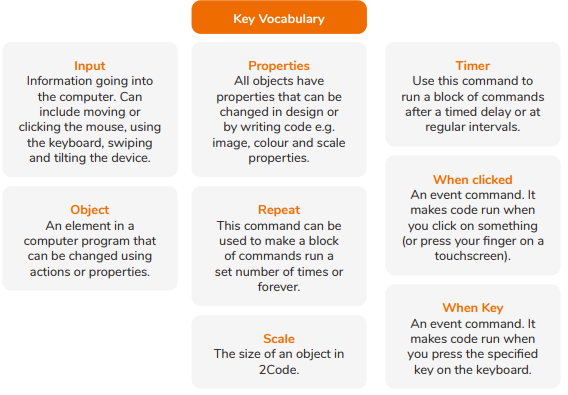 Key Vocabulary
Input
Information going into
the computer. Can
include moving or
clicking the mouse, using
the keyboard, swiping
and tilting the device.
Object
An element in a
computer program that
can be changed using
actions or properties.
Properties
All objects have
properties that can be
changed in design or
by writing code e.g.
image, colour and scale
properties.
Repeat
This command can be
used to make a block
of commands run a
set number of times or
forever.
Scale
The size of an object in
2Code.
Timer
Use this command to
run a block of commands
after a timed delay or at
regular intervals.
When clicked
An event command. It
makes code run when
you click on something
(or press your finger on a
touchscreen).
When Key
An event command. It
makes code run when
you press the specified
key on the keyboard.